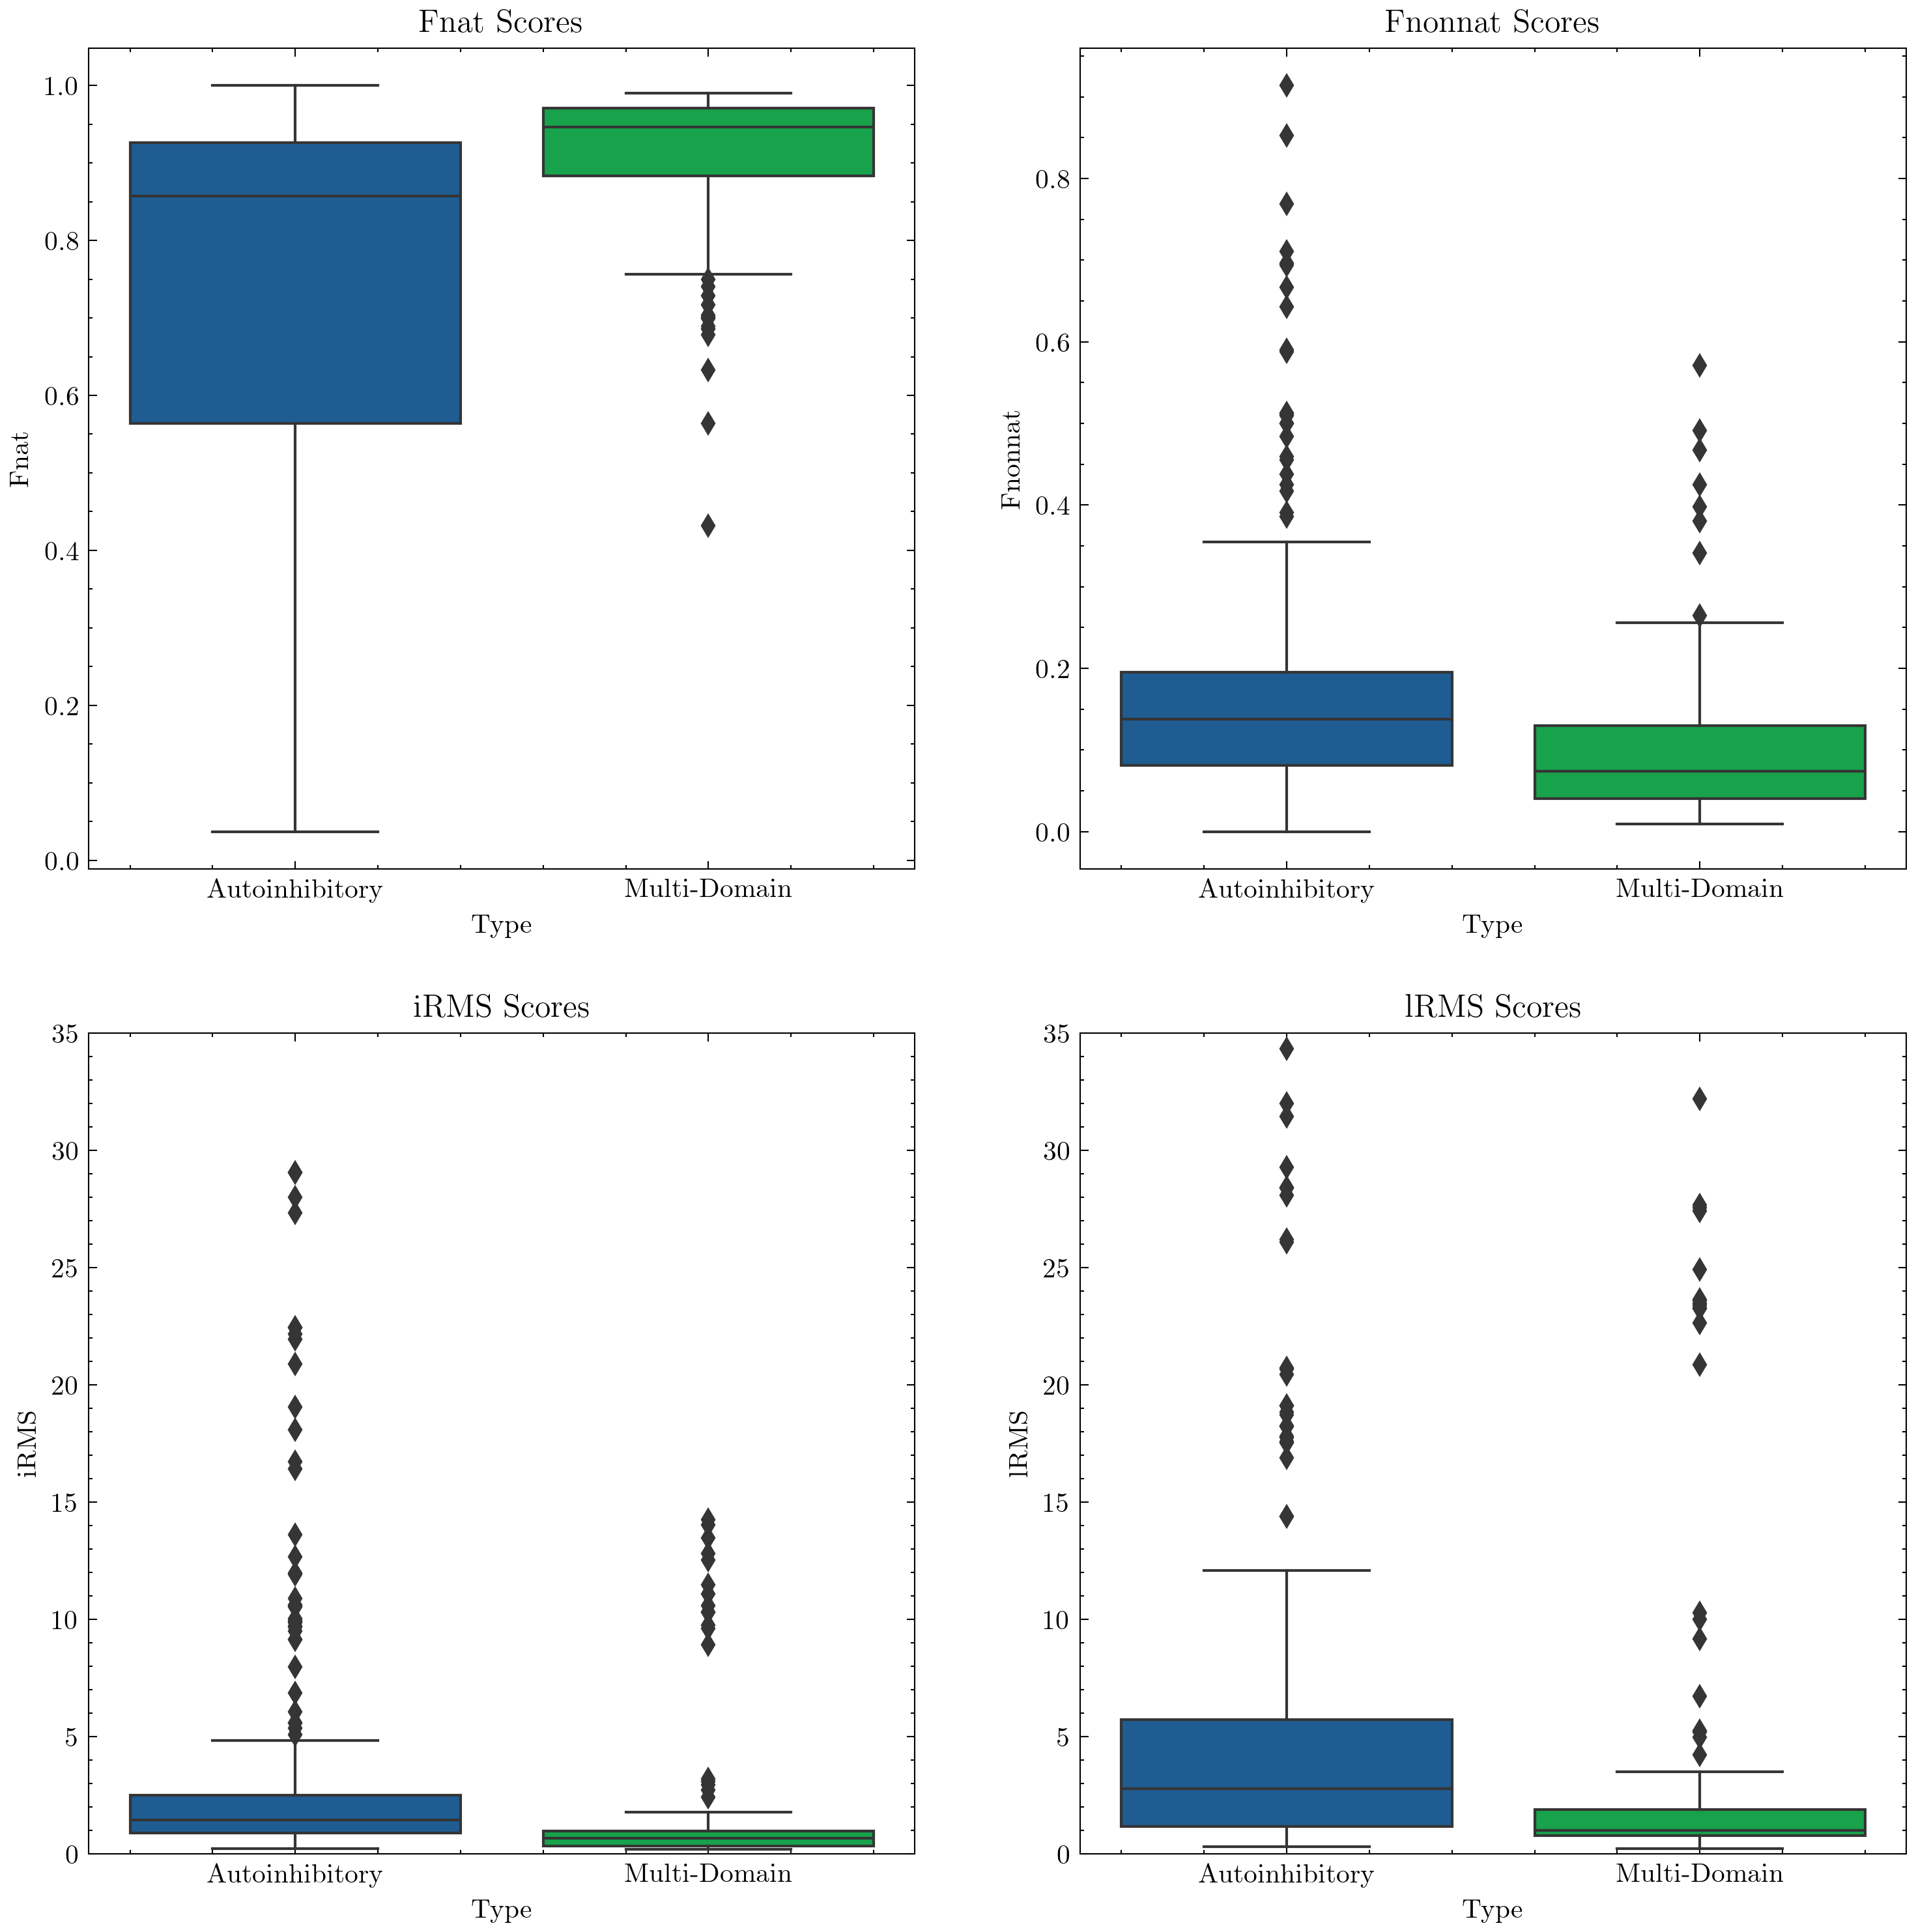 Fnat Scores
1.0
0.8
0.6
0.4
0.2
0.0
Fnat
Autoinhibitory
Multi-Domain
Type
Fnonnat Scores
0.8
0.6
0.4
0.2
0.0
Fnonnat
Autoinhibitory
Multi-Domain
Type
iRMS Scores
35
30
25
20
15
10
5
0
iRMS
Autoinhibitory
Multi-Domain
Type
lRMS Scores
35
30
25
20
15
10
5
0
lRMS
Autoinhibitory
Multi-Domain
Type